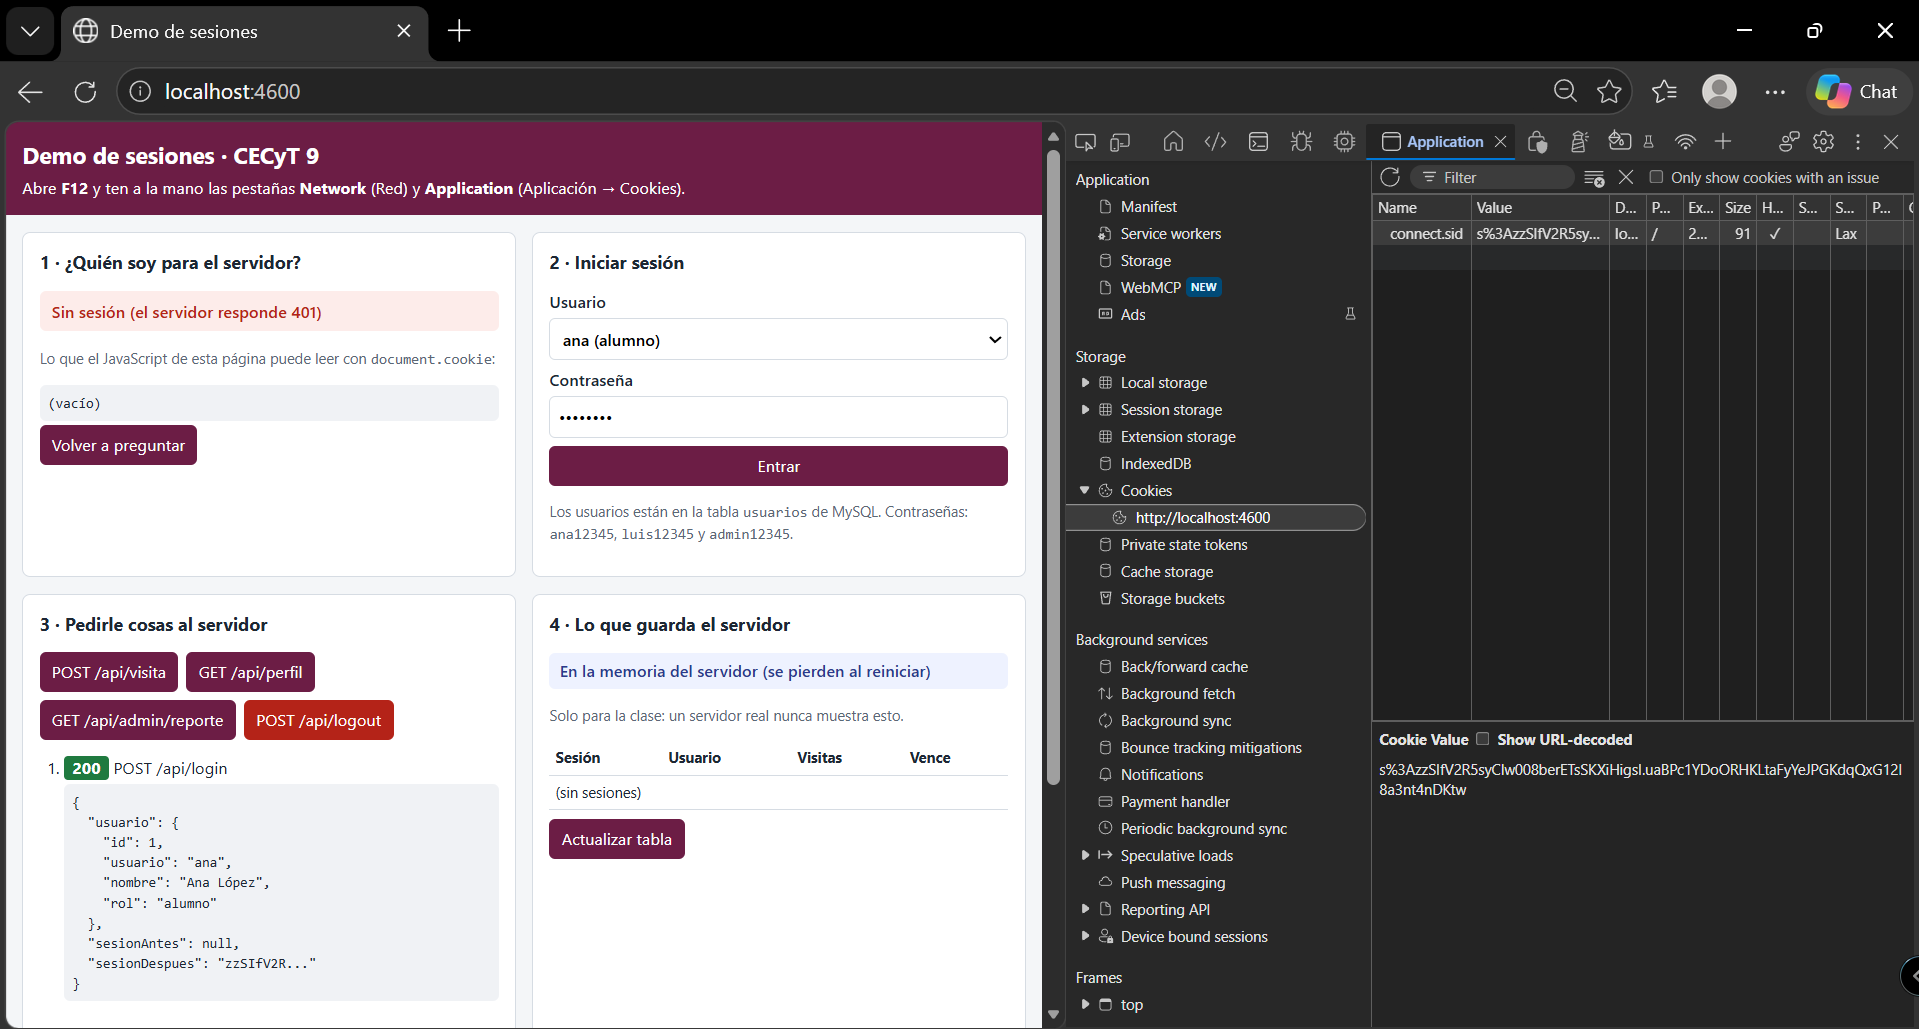 Demo de sesiones
localhost:4600
Chat
Demo de sesiones · CECyT 9
Abre F12 y ten a la mano las pestañas Network (Red) y Application (Aplicación → Cookies).
1 · ¿Quién soy para el servidor?
Sin sesión (el servidor responde 401)
Lo que el JavaScript de esta página puede leer con document.cookie:
(vacío)
Volver a preguntar
2 · Iniciar sesión
Usuario
ana (alumno)
Contraseña
••••••••
Entrar
Los usuarios están en la tabla usuarios de MySQL. Contraseñas:
ana12345, luis12345 y admin12345.
3 · Pedirle cosas al servidor
POST /api/visita
GET /api/perfil
GET /api/admin/reporte
POST /api/logout
1. 200 POST /api/login
{
"usuario": {
"id": 1,
"usuario": "ana",
"nombre": "Ana López",
"rol": "alumno"
},
"sesionAntes": null,
"sesionDespues": "zzSIfV2R..."
}
4 · Lo que guarda el servidor
En la memoria del servidor (se pierden al reiniciar)
Solo para la clase: un servidor real nunca muestra esto.
Sesión Usuario Visitas Vence
(sin sesiones)
Actualizar tabla
Application
Application
Manifest
Service workers
Storage
WebMCP NEW
Ads
Storage
Local storage
Session storage
Extension storage
IndexedDB
Cookies
http://localhost:4600
Private state tokens
Cache storage
Storage buckets
Background services
Back/forward cache
Background fetch
Background sync
Bounce tracking mitigations
Notifications
Payment handler
Periodic background sync
Speculative loads
Push messaging
Reporting API
Device bound sessions
Frames
top
Filter
Only show cookies with an issue
Name Value D... P... Ex... Size H... S... S... P...
connect.sid s%3AzzSIfV2R5sy... lo... / 2... 91 ✓ Lax
Cookie Value Show URL-decoded
s%3AzzSIfV2R5syClw008berETsSKXiHigsI.uaBPc1YDoORHKLtaFyYeJPGKdqQxG12I
8a3nt4nDKtw